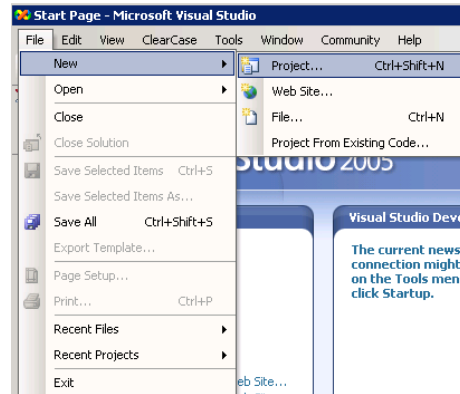 Start Page - Microsoft Visual Studio
File Edit View ClearCase Tools Window Community Help
New
Project... Ctrl+Shift+N
Open
Web Site...
Close
File... Ctrl+N
Close Solution
Project From Existing Code...
Save Selected Items Ctrl+S
Studio 2005
Save Selected Items As...
Save All Ctrl+Shift+S
Visual Studio Deve
Export Template...
The current news
Page Setup...
connection might
on the Tools men
Print... Ctrl+P
click Startup.
Recent Files
Recent Projects
Exit
eb Site...